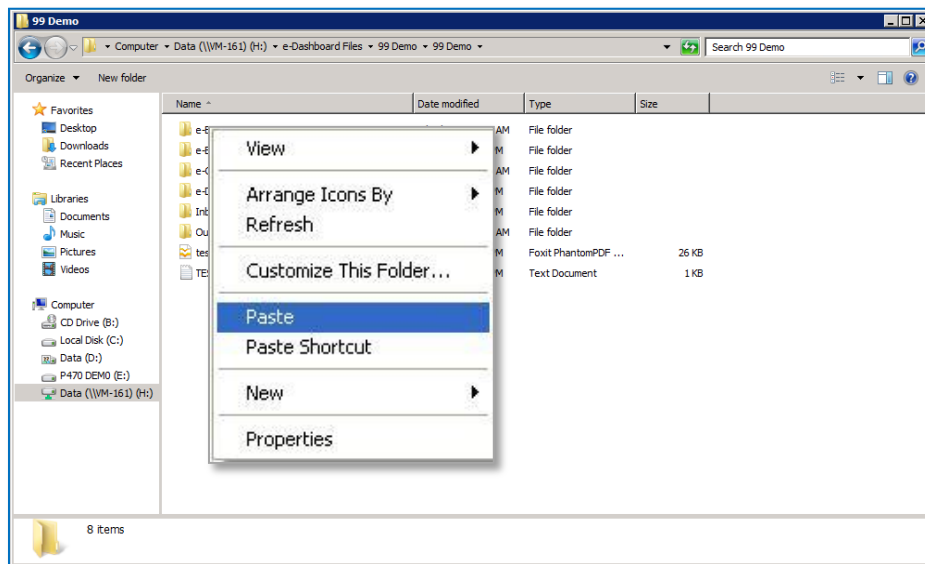 99 Demo
Computer Data (\\VM-161) (H:) e-Dashboard Files 99 Demo 99 Demo
Search 99 Demo
Organize New folder
Favorites
Desktop
Downloads
Recent Places
Libraries
Documents
Music
Pictures
Videos
Computer
CD Drive (B:)
Local Disk (C:)
Data (D:)
P470 DEMO (E:)
Data (\\VM-161) (H:)
Name Date modified Type Size
AM File folder
File folder
AM File folder
File folder
File folder
AM File folder
Foxit PhantomPDF ... 26 KB
Text Document 1 KB
View
Arrange Icons By
Refresh
Customize This Folder...
Paste
Paste Shortcut
New
Properties
8 items